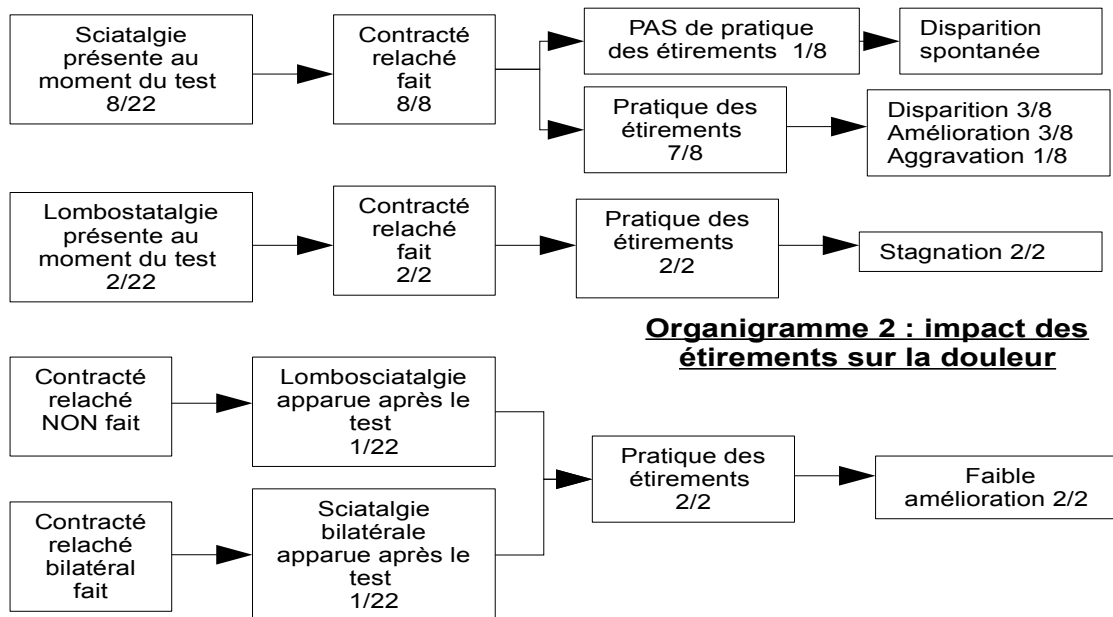 Sciatalgie
présente au
moment du test
8/22
Contracté
relaché
fait
8/8
PAS de pratique
des étirements 1/8
Disparition
spontanée
Pratique des
étirements
7/8
Disparition 3/8
Amélioration 3/8
Aggravation 1/8
Lombostatalgie
présente au
moment du test
2/22
Contracté
relaché
fait
2/2
Pratique des
étirements
2/2
Stagnation 2/2
Organigramme 2 : impact des
étirements sur la douleur
Contracté
relaché
NON fait
Lombosciatalgie
apparue après le
test
1/22
Contracté
relaché
bilatéral
fait
Sciatalgie
bilatérale
apparue après le
test
1/22
Pratique des
étirements
2/2
Faible
amélioration 2/2